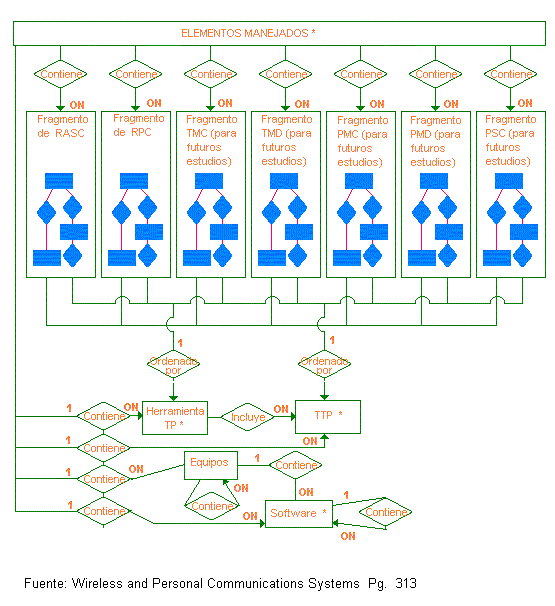 ELEMENTOS MANEJADOS *
Contiene Contiene Contiene Contiene Contiene Contiene Contiene
ON ON ON ON ON ON ON
Fragmento de RASC
Fragmento de RPC
Fragmento TMC (para futuros estudios)
Fragmento TMD (para futuros estudios)
Fragmento PMC (para futuros estudios)
Fragmento PMD (para futuros estudios)
Fragmento PSC (para futuros estudios)
1 1
Ordenado por
Ordenado por
1 Contiene ON Herramienta TP * Incluye ON TTP *
1 Contiene ON
1 Contiene ON Equipos 1 Contiene
ON Contiene ON
1 Contiene ON Software * 1 Contiene
ON
Fuente: Wireless and Personal Communications Systems Pg. 313